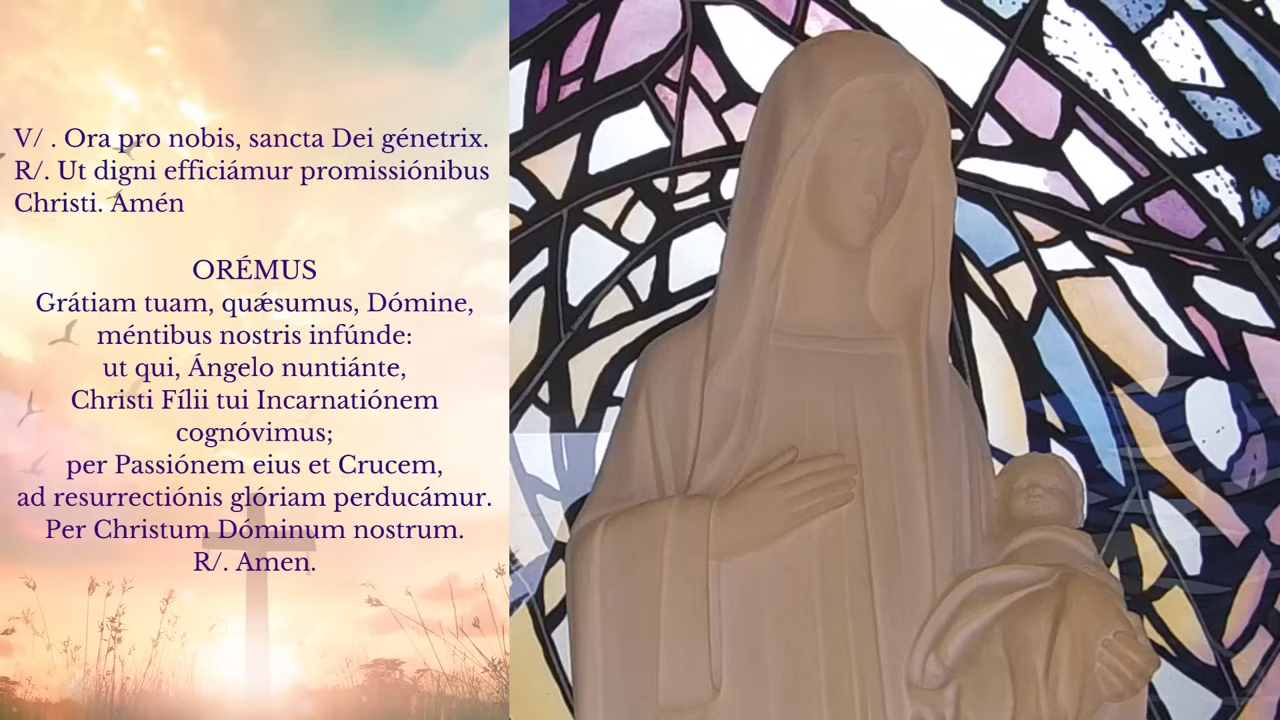 V/ . Ora pro nobis, sancta Dei génetrix.
R/. Ut digni efficiámur promissiónibus
Christi. Amén
ORÉMUS
Grátiam tuam, quǽsumus, Dómine,
méntibus nostris infúnde:
ut qui, Ángelo nuntiánte,
Christi Fílii tui Incarnatiónem
cognóvimus;
per Passiónem eius et Crucem,
ad resurrectiónis glóriam perducámur.
Per Christum Dóminum nostrum.
R/. Amen.